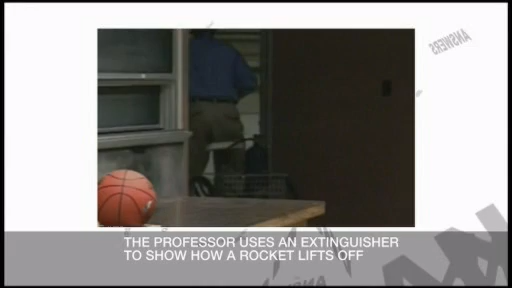 ANSWERS
THE PROFESSOR USES AN EXTINGUISHER
TO SHOW HOW A ROCKET LIFTS OFF